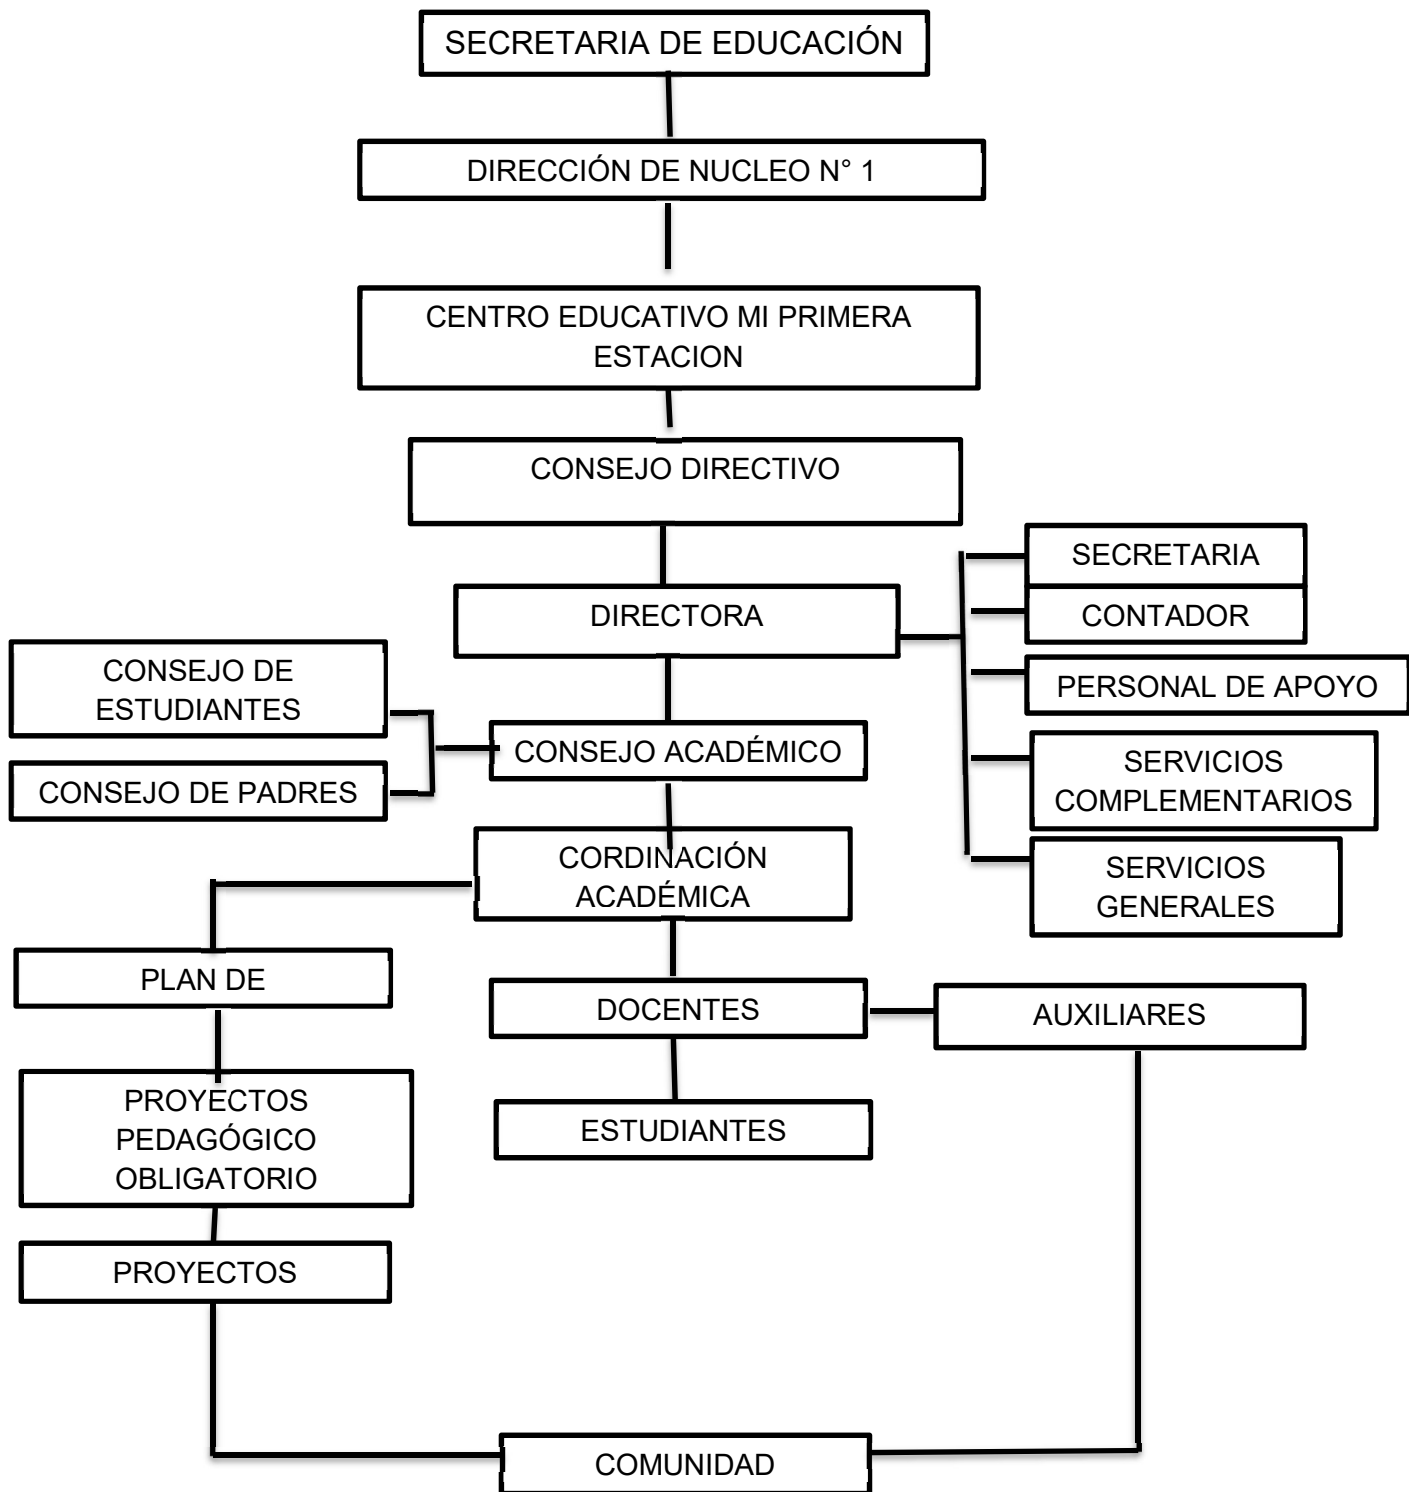 SECRETARIA DE EDUCACIÓN
DIRECCIÓN DE NUCLEO N° 1
CENTRO EDUCATIVO MI PRIMERA
ESTACION
CONSEJO DIRECTIVO
SECRETARIA
DIRECTORA
CONTADOR
CONSEJO DE
ESTUDIANTES
PERSONAL DE APOYO
CONSEJO ACADÉMICO
CONSEJO DE PADRES
SERVICIOS
COMPLEMENTARIOS
CORDINACIÓN
ACADÉMICA
SERVICIOS
GENERALES
PLAN DE
DOCENTES
AUXILIARES
PROYECTOS
PEDAGÓGICO
OBLIGATORIO
ESTUDIANTES
PROYECTOS
COMUNIDAD